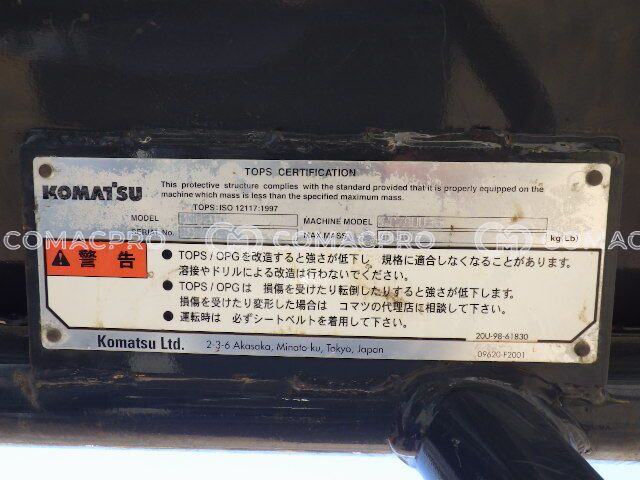 TOPS CERTIFICATION
KOMATSU
This protective structure complies with the standard provided that it is properly equipped on the
machine which mass is less than the specified maximum mass.
TOPS: ISO 12117:1997
MODEL
MACHINE MODEL
SERIAL No.
MAX MASS
kg(Lb)
COMACPRO COMACPRO COMACPRO
警告
● TOPS / OPG を改造すると強さが低下し、規格に適合しなくなることがあります。
溶接やドリルによる改造は行わないでください。
● TOPS / OPG は 損傷を受けたり転倒したりすると強さが低下します。
損傷を受けたり変形した場合は コマツの代理店に相談して下さい。
● 運転時は 必ずシートベルトを着用して下さい。
20U-98-61830
Komatsu Ltd.
2-3-6 Akasaka, Minato-ku, Tokyo, Japan
09620-F2001